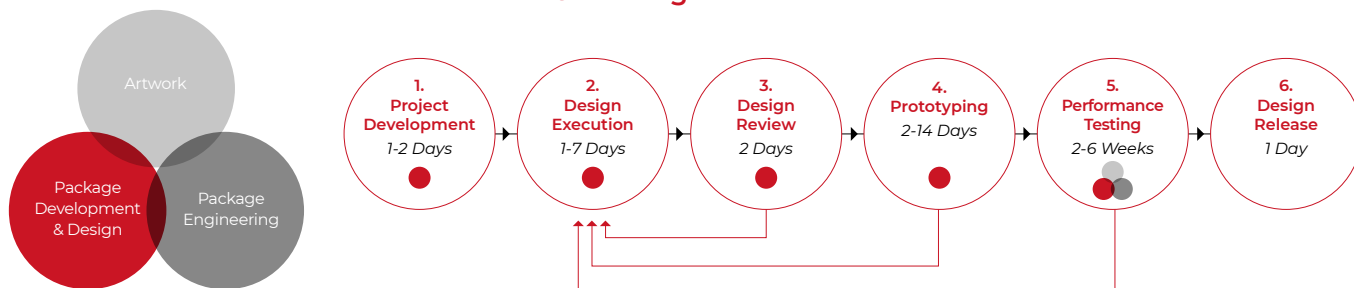 Artwork
Package
Development
& Design
Package
Engineering
1.
Project
Development
1-2 Days
2.
Design
Execution
1-7 Days
3.
Design
Review
2 Days
4.
Prototyping
2-14 Days
5.
Performance
Testing
2-6 Weeks
6.
Design
Release
1 Day